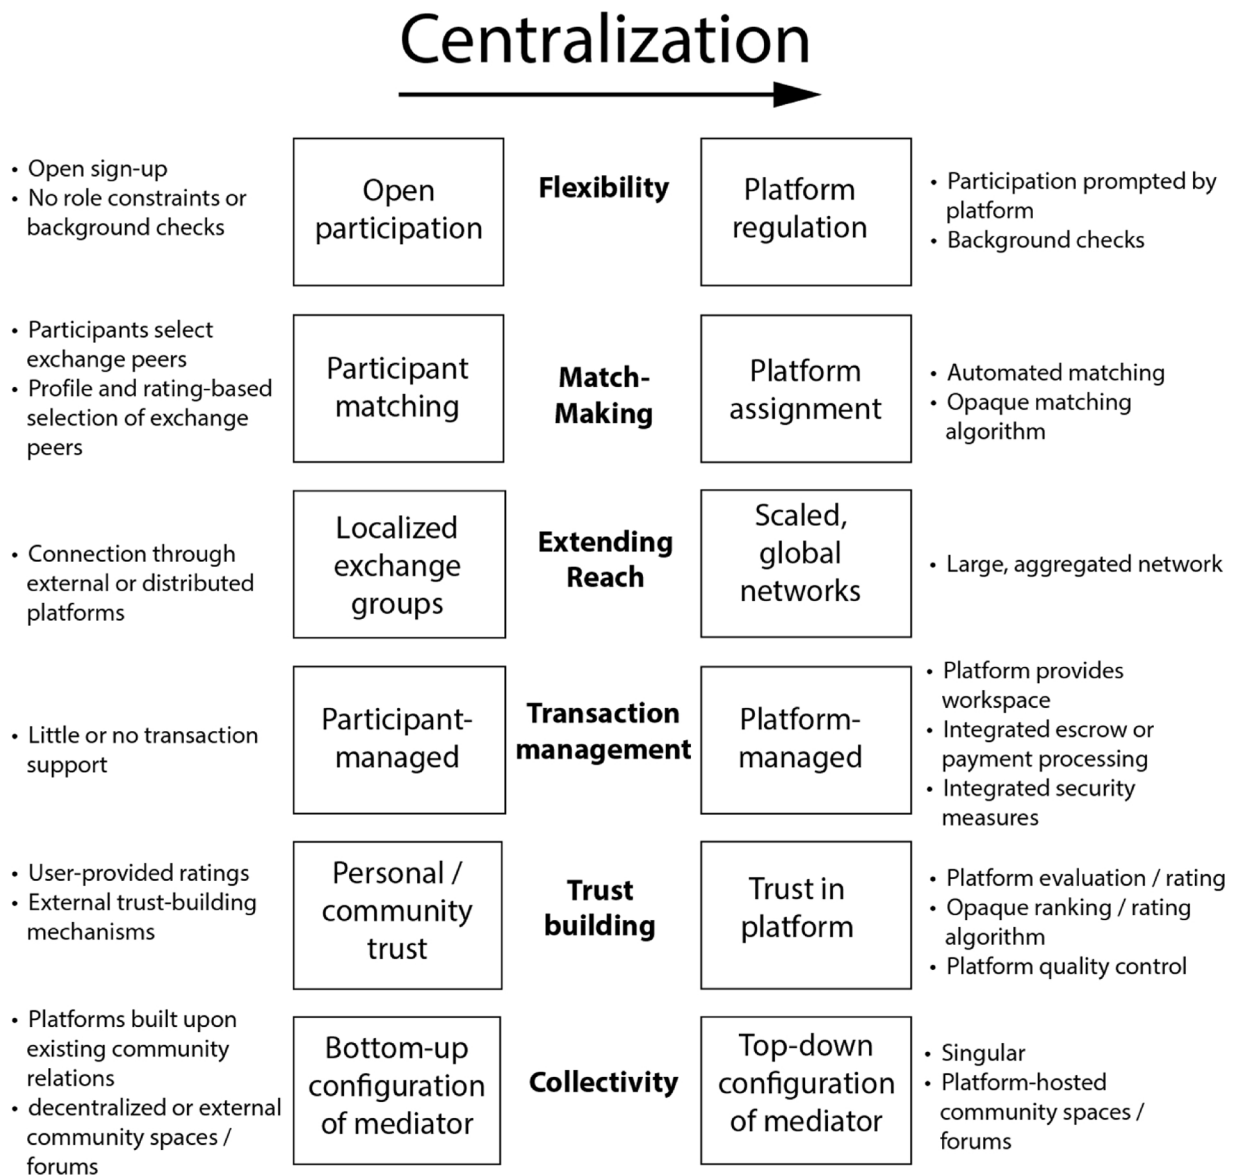 Centralization
• Open sign-up
• No role constraints or
background checks
Open
participation
Flexibility
Platform
regulation
• Participation prompted by
platform
• Background checks
• Participants select
exchange peers
• Profile and rating-based
selection of exchange
peers
Participant
matching
Match-
Making
Platform
assignment
• Automated matching
• Opaque matching
algorithm
• Connection through
external or distributed
platforms
Localized
exchange
groups
Extending
Reach
Scaled,
global
networks
• Large, aggregated network
• Little or no transaction
support
Participant-
managed
Transaction
management
Platform-
managed
• Platform provides
workspace
• Integrated escrow or
payment processing
• Integrated security
measures
• User-provided ratings
• External trust-building
mechanisms
Personal /
community
trust
Trust
building
Trust in
platform
• Platform evaluation / rating
• Opaque ranking / rating
algorithm
• Platform quality control
• Platforms built upon
existing community
relations
• decentralized or external
community spaces /
forums
Bottom-up
configuration
of mediator
Collectivity
Top-down
configuration
of mediator
• Singular
• Platform-hosted
community spaces /
forums